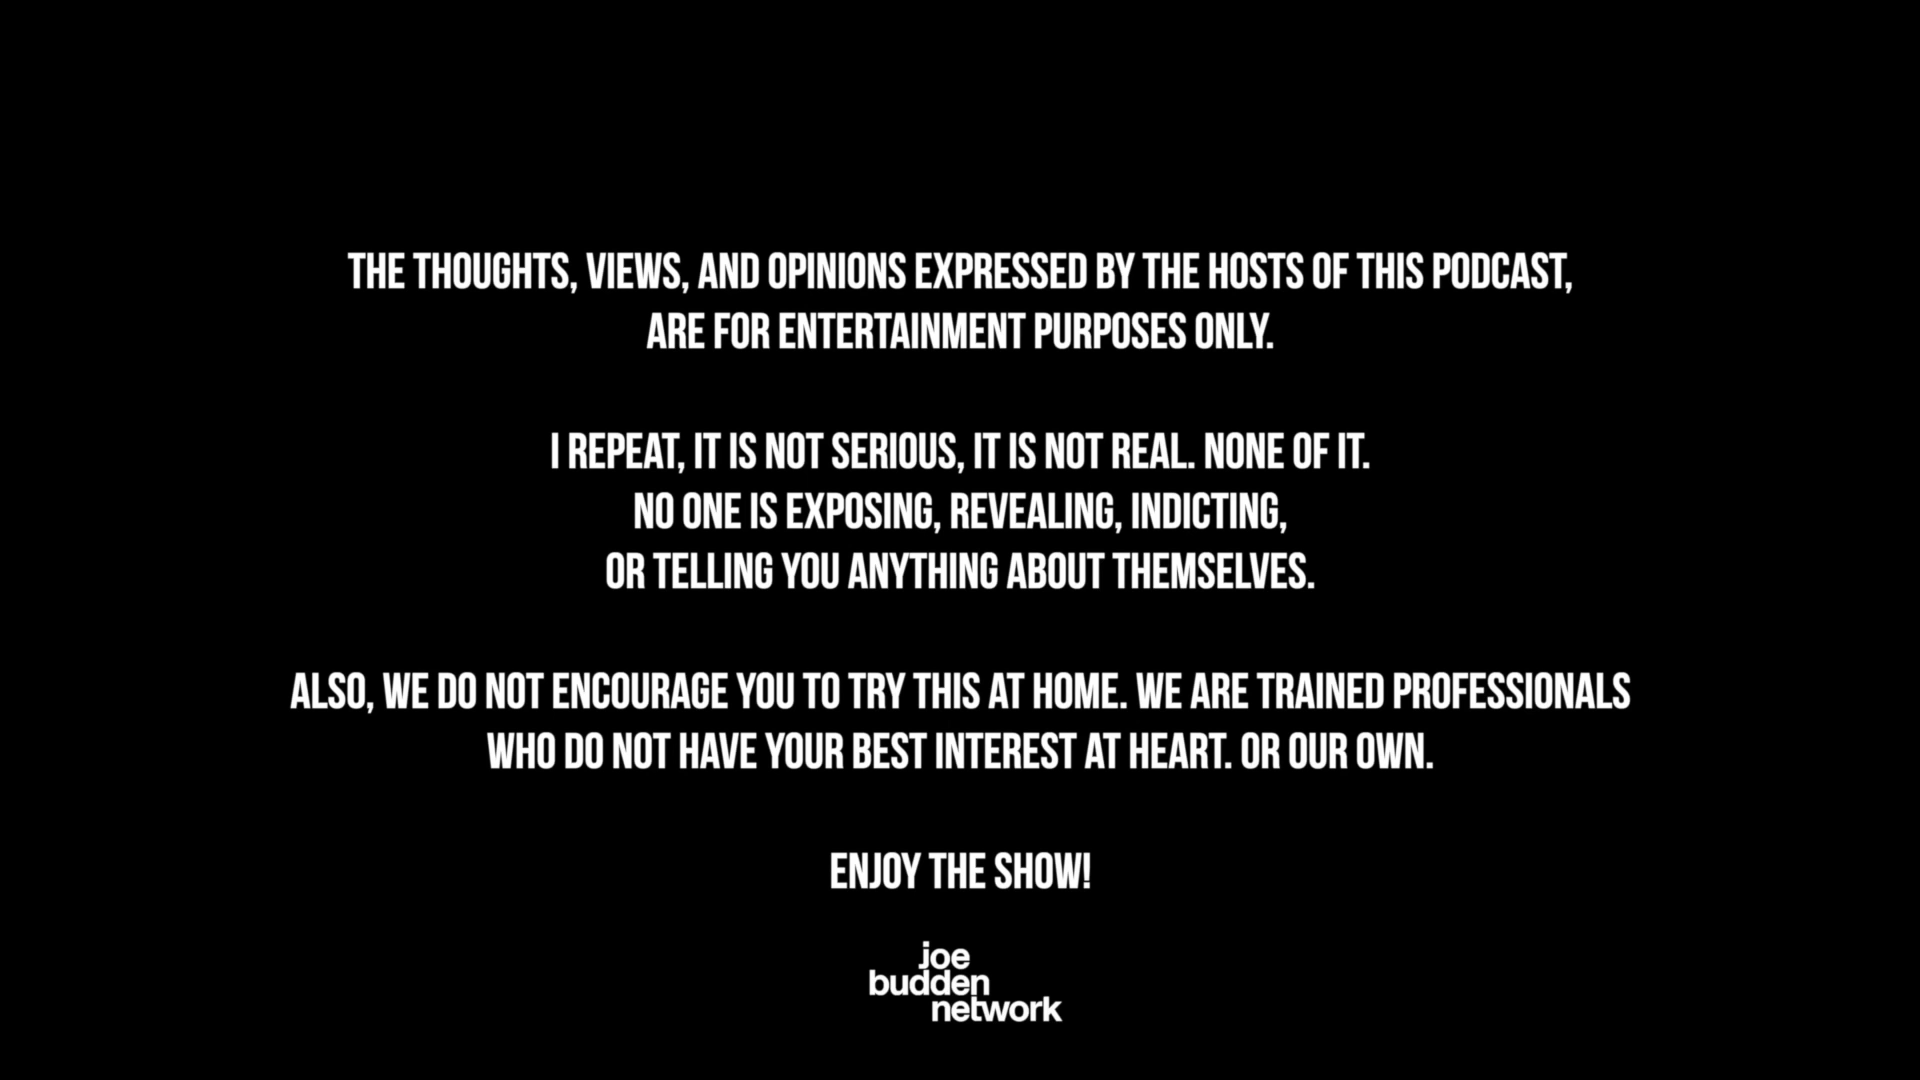 THE THOUGHTS, VIEWS, AND OPINIONS EXPRESSED BY THE HOSTS OF THIS PODCAST,
ARE FOR ENTERTAINMENT PURPOSES ONLY.
I REPEAT, IT IS NOT SERIOUS, IT IS NOT REAL. NONE OF IT.
NO ONE IS EXPOSING, REVEALING, INDICTING,
OR TELLING YOU ANYTHING ABOUT THEMSELVES.
ALSO, WE DO NOT ENCOURAGE YOU TO TRY THIS AT HOME. WE ARE TRAINED PROFESSIONALS
WHO DO NOT HAVE YOUR BEST INTEREST AT HEART. OR OUR OWN.
ENJOY THE SHOW!
joe
budden
network